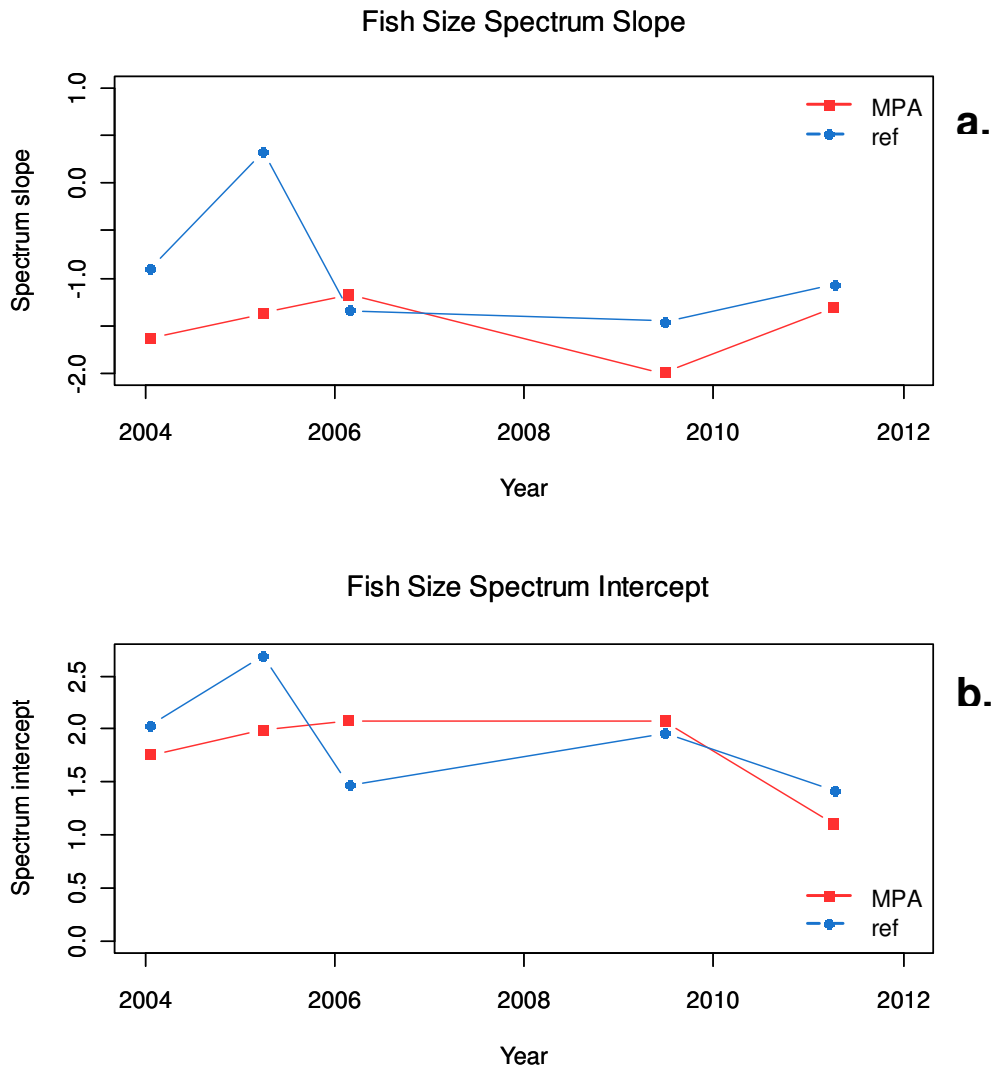 Fish Size Spectrum Slope
1.0
0.0
-1.0
-2.0
Spectrum slope
MPA
ref
a.
2004 2006 2008 2010 2012
Year
Fish Size Spectrum Intercept
2.5
2.0
1.5
1.0
0.5
0.0
Spectrum intercept
b.
MPA
ref
2004 2006 2008 2010 2012
Year